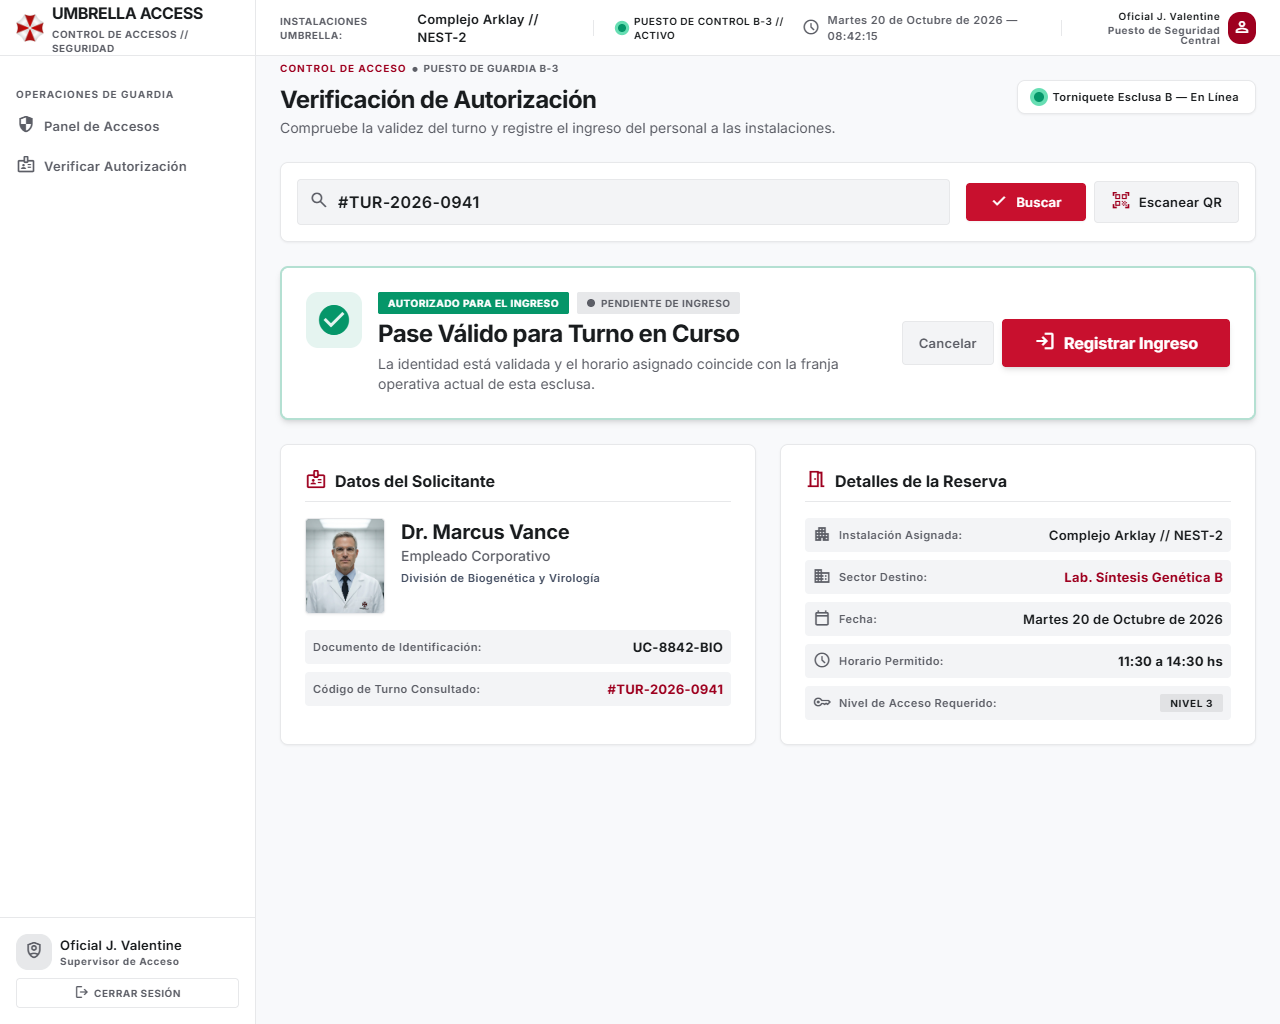 UMBRELLA ACCESS
CONTROL DE ACCESOS //
SEGURIDAD
INSTALACIONES
UMBRELLA:
Complejo Arklay //
NEST-2
PUESTO DE CONTROL B-3 //
ACTIVO
Martes 20 de Octubre de 2026 —
08:42:15
Oficial J. Valentine
Puesto de Seguridad
Central
OPERACIONES DE GUARDIA
Panel de Accesos
Verificar Autorización
CONTROL DE ACCESO ● PUESTO DE GUARDIA B-3
Verificación de Autorización
Compruebe la validez del turno y registre el ingreso del personal a las instalaciones.
Torniquete Esclusa B — En Línea
#TUR-2026-0941
Buscar
Escanear QR
AUTORIZADO PARA EL INGRESO
PENDIENTE DE INGRESO
Pase Válido para Turno en Curso
La identidad está validada y el horario asignado coincide con la franja
operativa actual de esta esclusa.
Cancelar
Registrar Ingreso
Datos del Solicitante
Dr. Marcus Vance
Empleado Corporativo
División de Biogenética y Virología
Documento de Identificación: UC-8842-BIO
Código de Turno Consultado: #TUR-2026-0941
Detalles de la Reserva
Instalación Asignada: Complejo Arklay // NEST-2
Sector Destino: Lab. Síntesis Genética B
Fecha: Martes 20 de Octubre de 2026
Horario Permitido: 11:30 a 14:30 hs
Nivel de Acceso Requerido: NIVEL 3
Oficial J. Valentine
Supervisor de Acceso
CERRAR SESIÓN